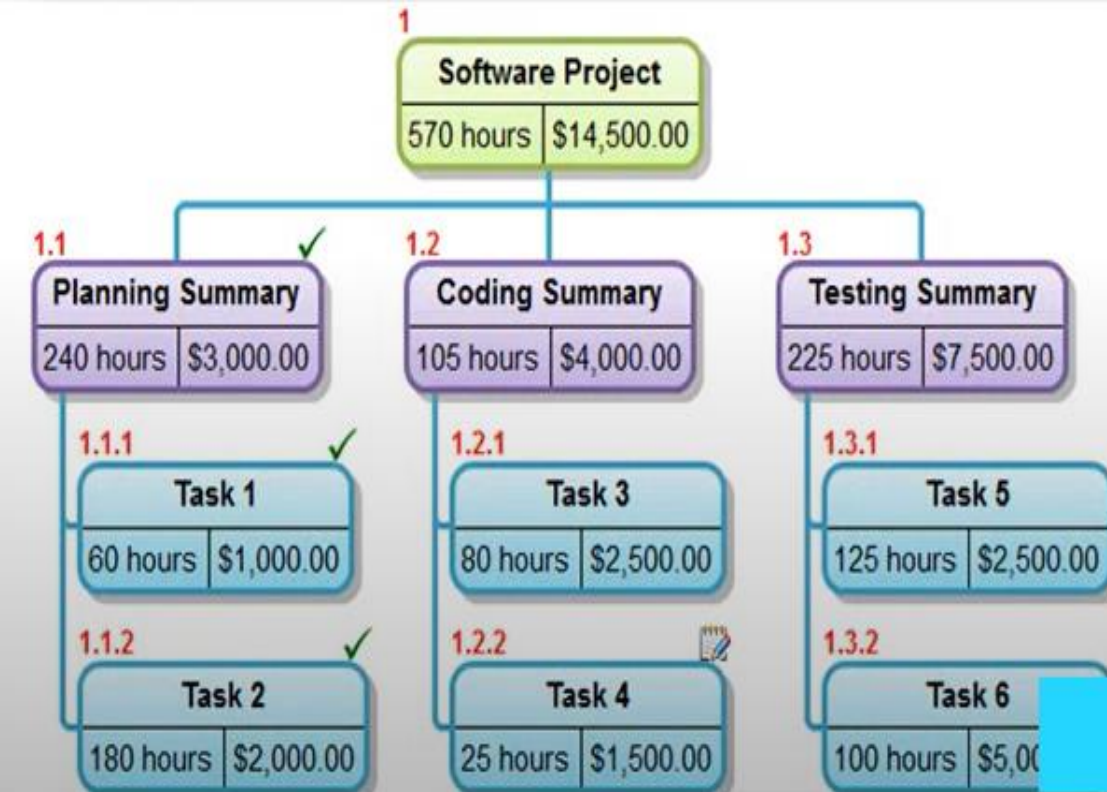 1
Software Project
570 hours $14,500.00
1.1
Planning Summary
240 hours $3,000.00
1.2
Coding Summary
105 hours $4,000.00
1.3
Testing Summary
225 hours $7,500.00
1.1.1
Task 1
60 hours $1,000.00
1.1.2
Task 2
180 hours $2,000.00
1.2.1
Task 3
80 hours $2,500.00
1.2.2
Task 4
25 hours $1,500.00
1.3.1
Task 5
125 hours $2,500.00
1.3.2
Task 6
100 hours